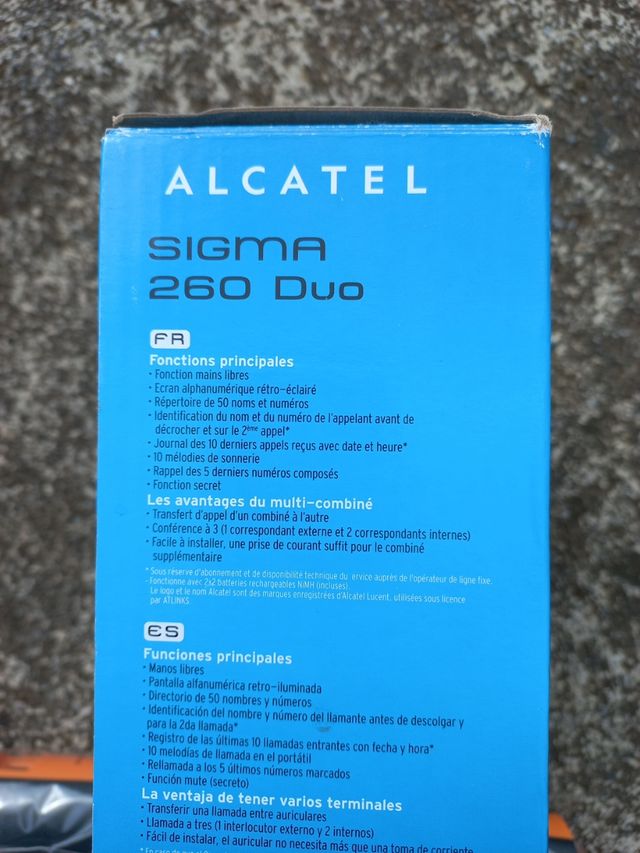 ALCATEL
SIGMA
260 Duo
FR
Fonctions principales
· Fonction mains libres
· Ecran alphanumérique rétro-éclairé
· Répertoire de 50 noms et numéros
· Identification du nom et du numéro de l'appelant avant de
décrocher et sur le 2ème appel*
· Journal des 10 derniers appels reçus avec date et heure*
· 10 mélodies de sonnerie
· Rappel des 5 derniers numéros composés
· Fonction secret
Les avantages du multi-combiné
· Transfert d'appel d'un combiné à l'autre
· Conférence à 3 (1 correspondant externe et 2 correspondants internes)
· Facile à installer, une prise de courant suffit pour le combiné
supplémentaire
* Sous réserve d'abonnement et de disponibilité technique du ervice auprès de l'opérateur de ligne fixe.
- Fonctionne avec 2x2 batteries rechargeables NiMH (incluses).
Le logo et le nom Alcatel sont des marques enregistrées d'Alcatel Lucent, utilisées sous licence
par ATLINKS
ES
Funciones principales
· Manos libres
· Pantalla alfanumérica retro-iluminada
· Directorio de 50 nombres y números
· Identificación del nombre y número del llamante antes de descolgar y
para la 2da llamada*
· Registro de las últimas 10 llamadas entrantes con fecha y hora*
· 10 melodías de llamada en el portátil
· Rellamada a los 5 últimos números marcados
· Función mute (secreto)
La ventaja de tener varios terminales
· Transferir una llamada entre auriculares
· Llamada a tres (1 interlocutor externo y 2 internos)
· Fácil de instalar, el auricular no necesita más que una toma de corriente